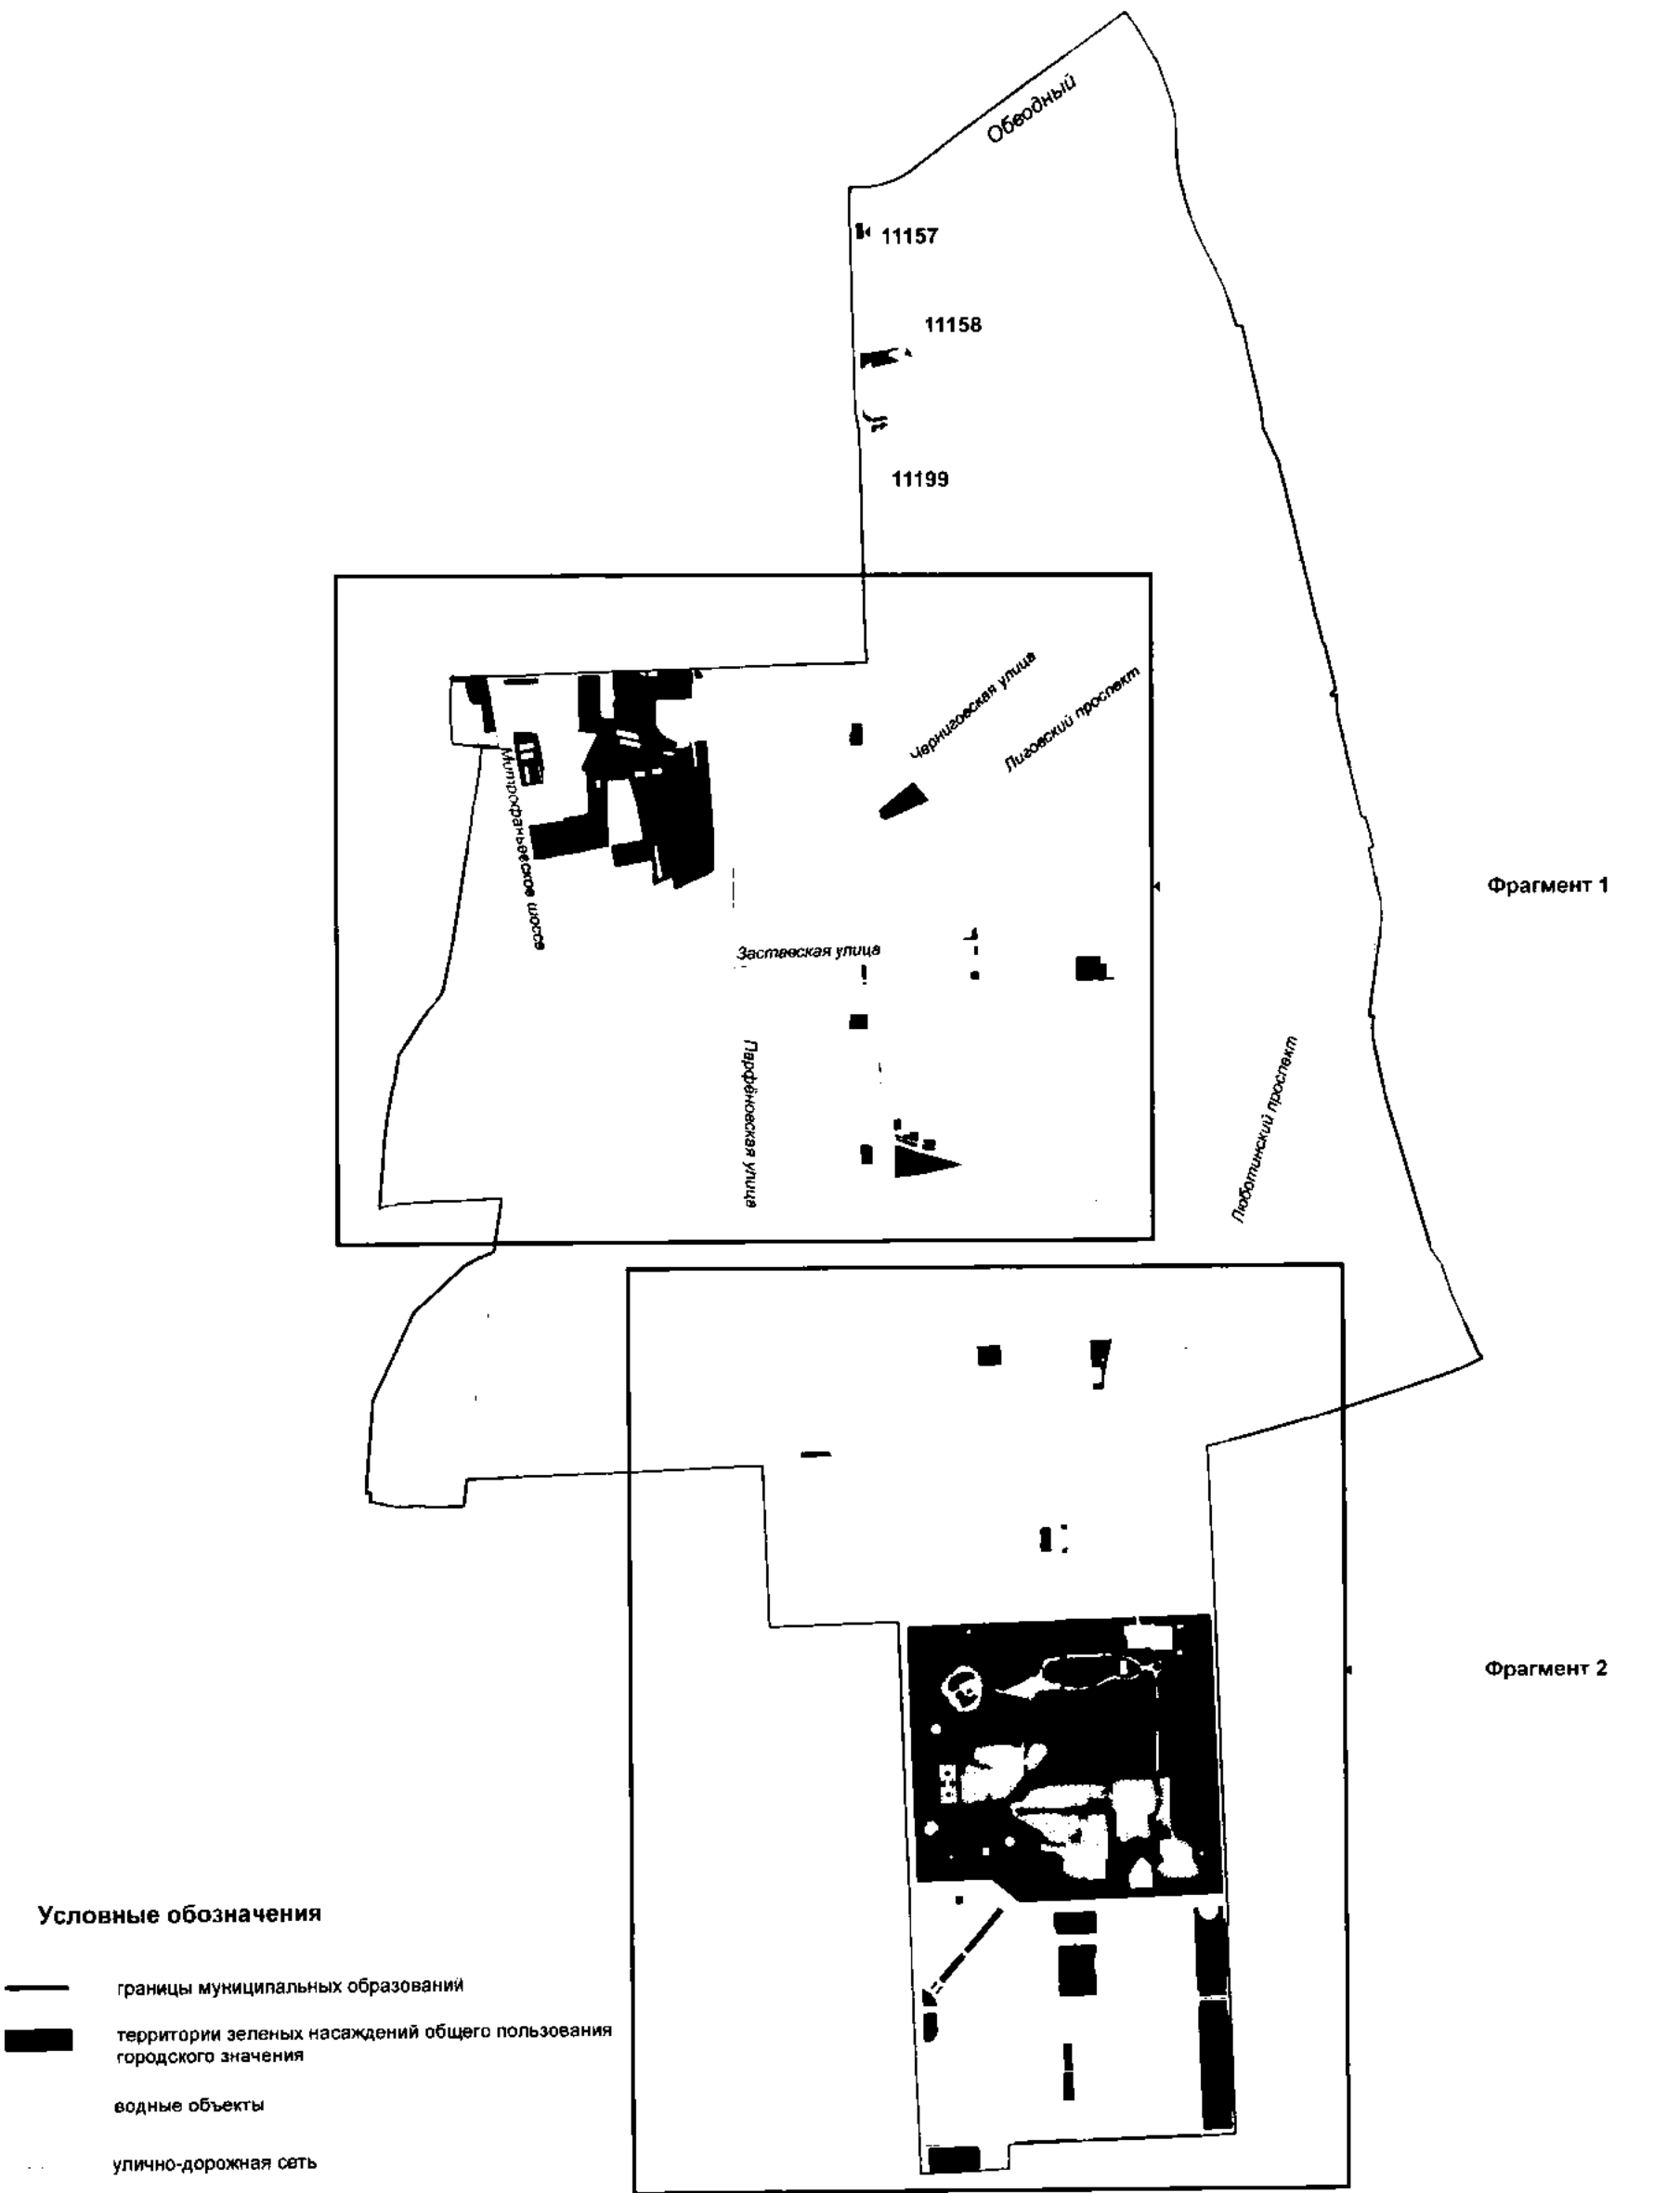 Обводный
11157
11158
11199
Черниговская улица
Лиговский проспект
Митрофаньевское шоссе
Фрагмент 1
Заставская улица
Парфёновская улица
Люботинский проспект
Фрагмент 2
Условные обозначения
границы муниципальных образований
территории зеленых насаждений общего пользования
городского значения
водные объекты
улично-дорожная сеть